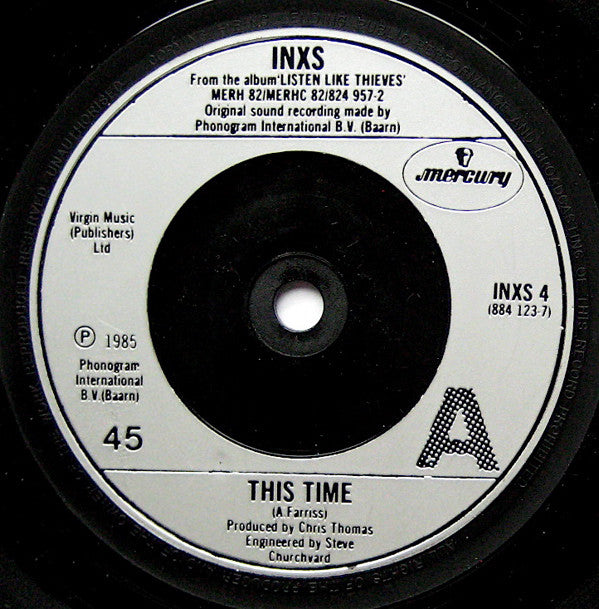 INXS
From the album'LISTEN LIKE THIEVES'
MERH 82/MERHC 82/824 957-2
Original sound recording made by
Phonogram International B.V. (Baarn)
mercury
Virgin Music
(Publishers)
Ltd
INXS 4
(884 123-7)
Ⓟ 1985
Phonogram
International
B.V.(Baarn)
45
A
THIS TIME
(A Farriss)
Produced by Chris Thomas
Engineered by Steve
Churchyard